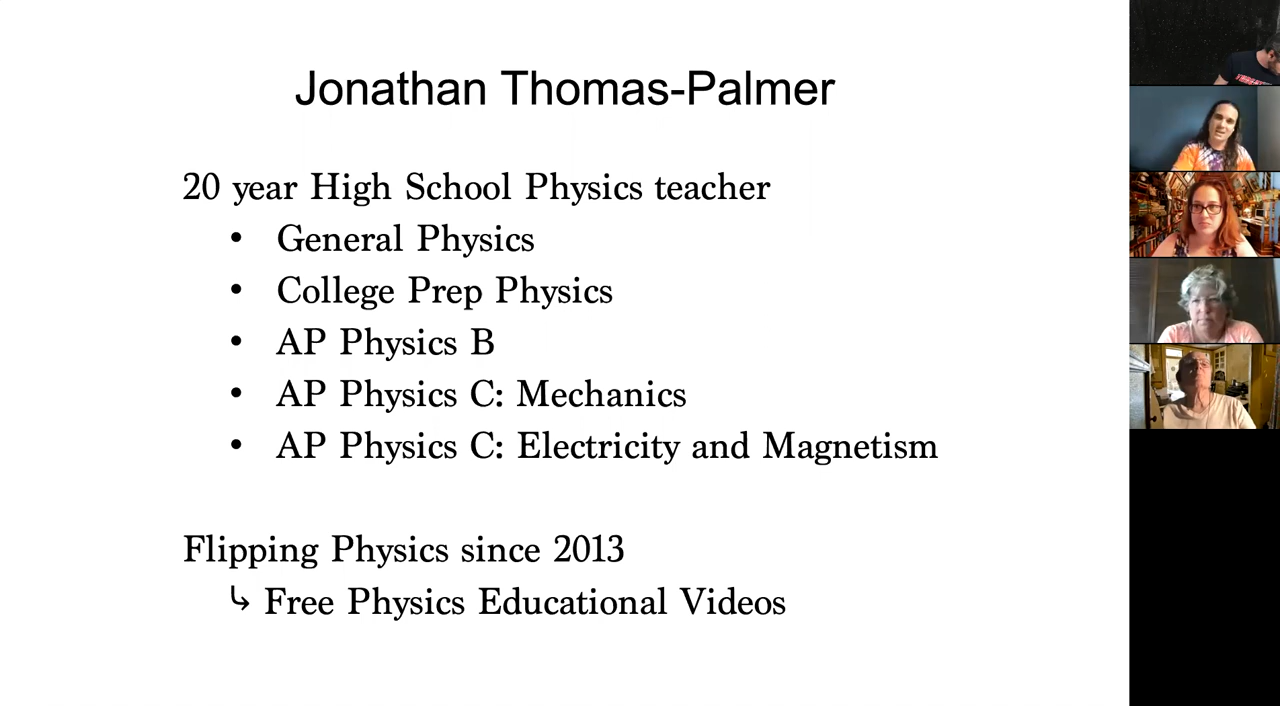 Jonathan Thomas-Palmer
20 year High School Physics teacher
• General Physics
• College Prep Physics
• AP Physics B
• AP Physics C: Mechanics
• AP Physics C: Electricity and Magnetism
Flipping Physics since 2013
↳ Free Physics Educational Videos